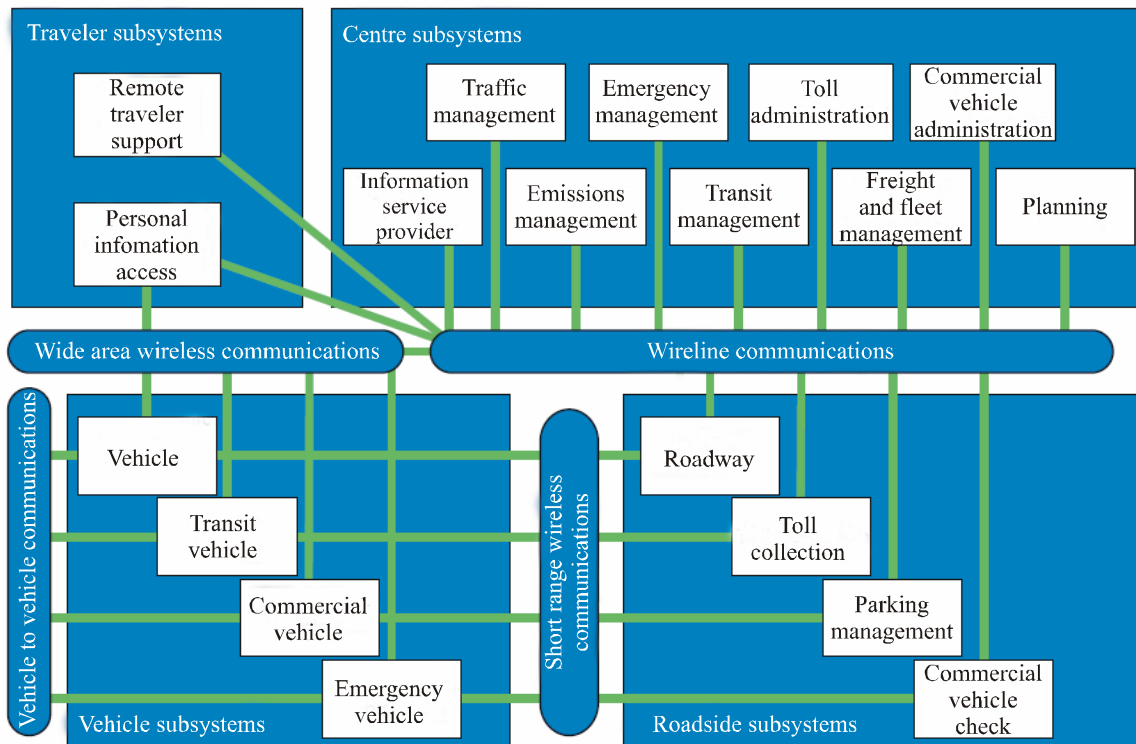 Traveler subsystems
Remote
traveler
support
Personal
infomation
access
Centre subsystems
Traffic
management
Emergency
management
Toll
administration
Commercial
vehicle
administration
Information
service
provider
Emissions
management
Transit
management
Freight
and fleet
management
Planning
Wide area wireless communications
Wireline communications
Vehicle to vehicle communications
Vehicle
Transit
vehicle
Commercial
vehicle
Emergency
vehicle
Vehicle subsystems
Short range wireless
communications
Roadway
Toll
collection
Parking
management
Commercial
vehicle
check
Roadside subsystems